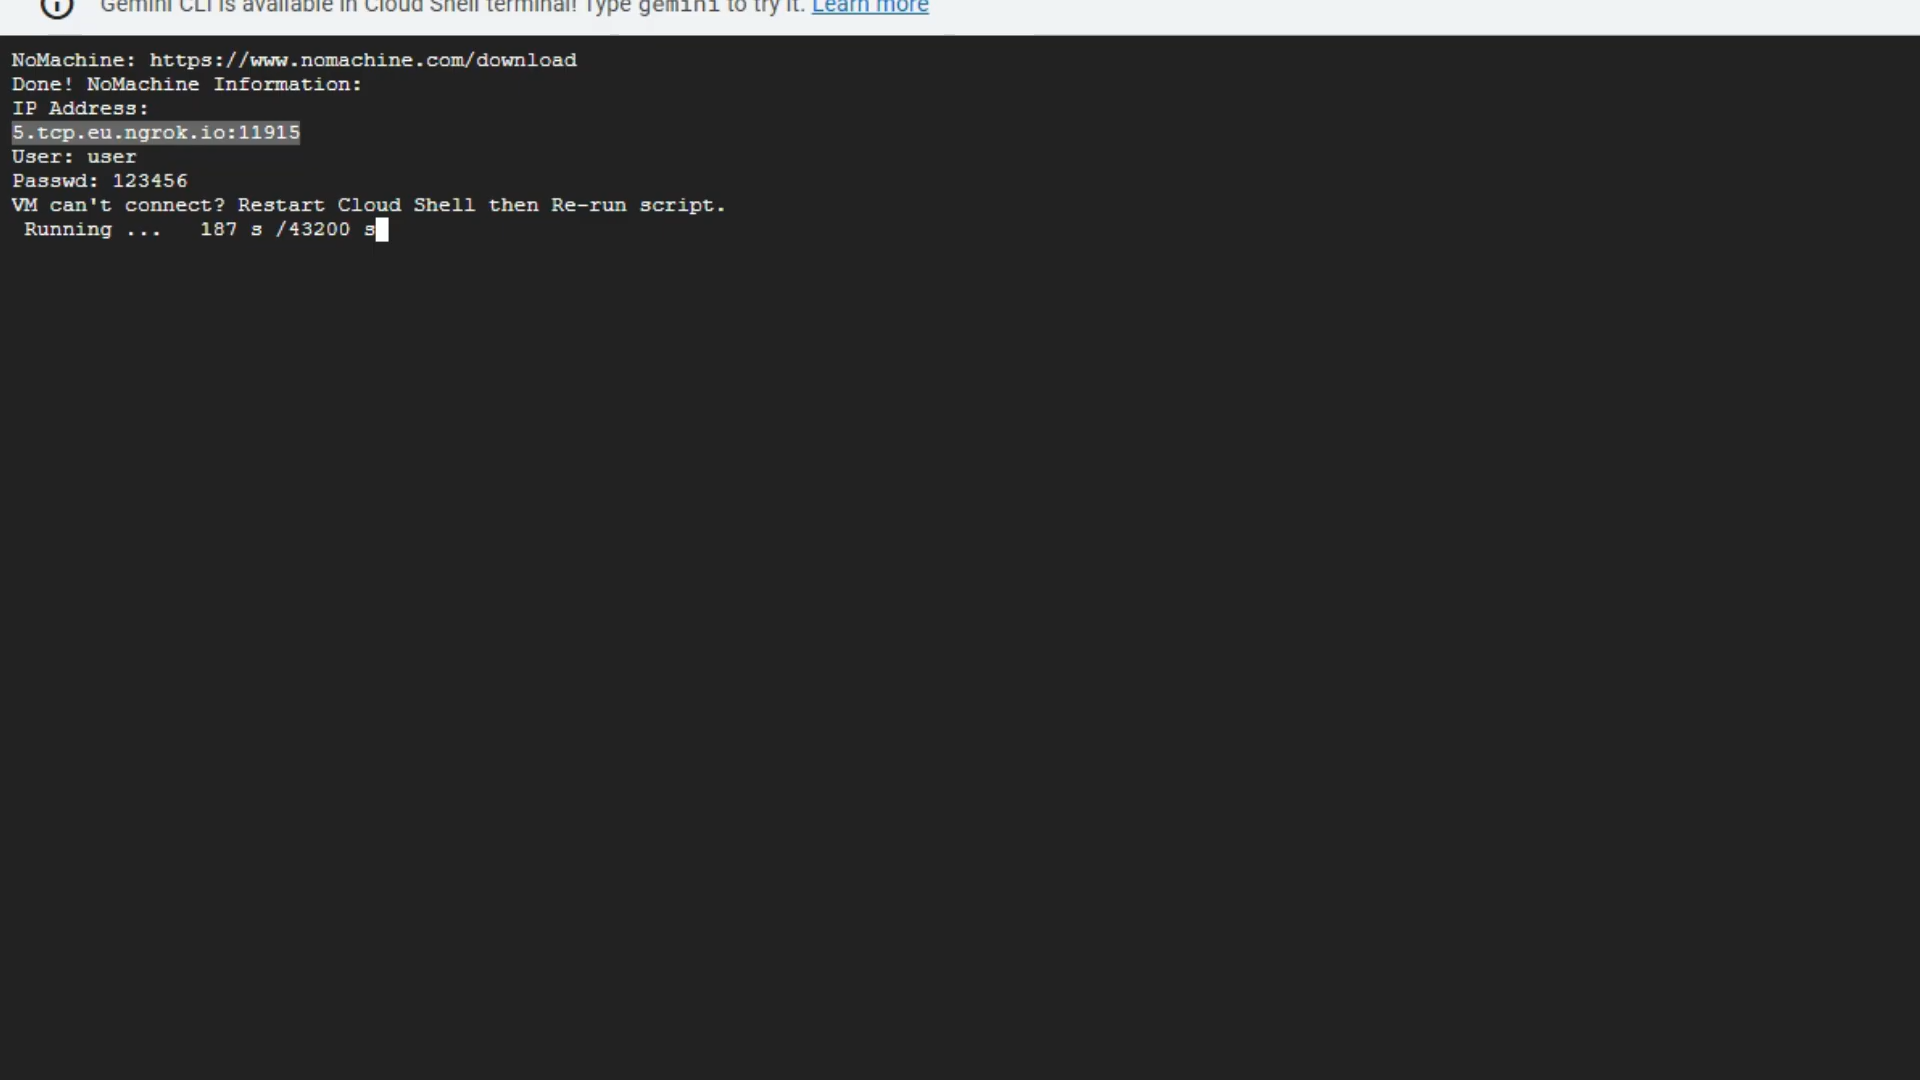 Gemini CLI is available in Cloud Shell terminal! Type gemini to try it. Learn more
NoMachine: https://www.nomachine.com/download
Done! NoMachine Information:
IP Address:
5.tcp.eu.ngrok.io:11915
User: user
Passwd: 123456
VM can't connect? Restart Cloud Shell then Re-run script.
Running ...   187 s /43200 s